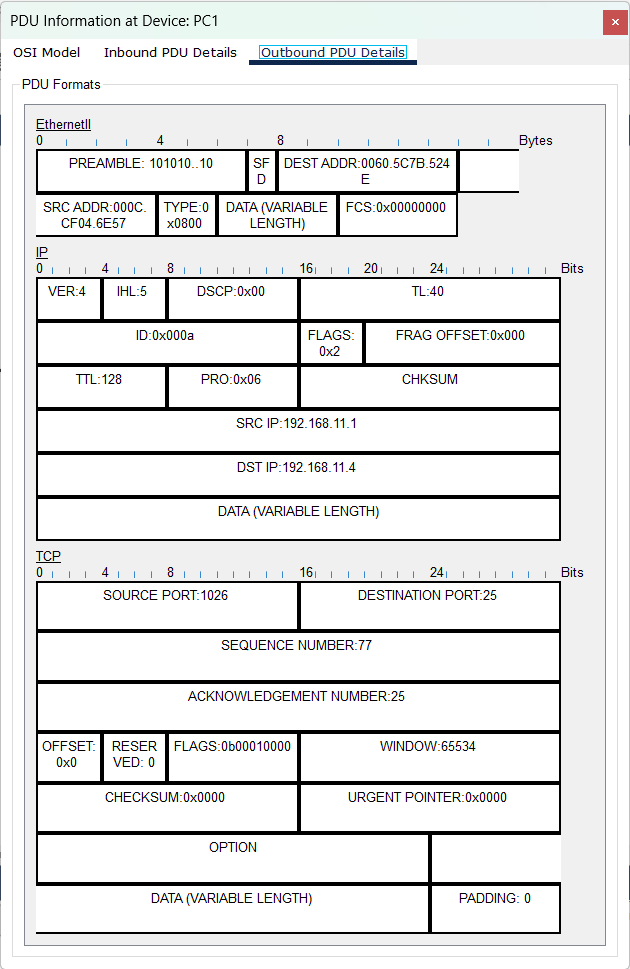 PDU Information at Device: PC1
OSI Model Inbound PDU Details Outbound PDU Details
PDU Formats
EthernetII
0 4 8 Bytes
PREAMBLE: 101010..10
SF
D
DEST ADDR:0060.5C7B.524
E
SRC ADDR:000C.
CF04.6E57
TYPE:0
x0800
DATA (VARIABLE
LENGTH)
FCS:0x00000000
IP
0 4 8 16 20 24 Bits
VER:4 IHL:5 DSCP:0x00 TL:40
ID:0x000a
FLAGS:
0x2
FRAG OFFSET:0x000
TTL:128 PRO:0x06 CHKSUM
SRC IP:192.168.11.1
DST IP:192.168.11.4
DATA (VARIABLE LENGTH)
TCP
0 4 8 16 24 Bits
SOURCE PORT:1026 DESTINATION PORT:25
SEQUENCE NUMBER:77
ACKNOWLEDGEMENT NUMBER:25
OFFSET:
0x0
RESER
VED: 0
FLAGS:0b00010000
WINDOW:65534
CHECKSUM:0x0000 URGENT POINTER:0x0000
OPTION
DATA (VARIABLE LENGTH) PADDING: 0